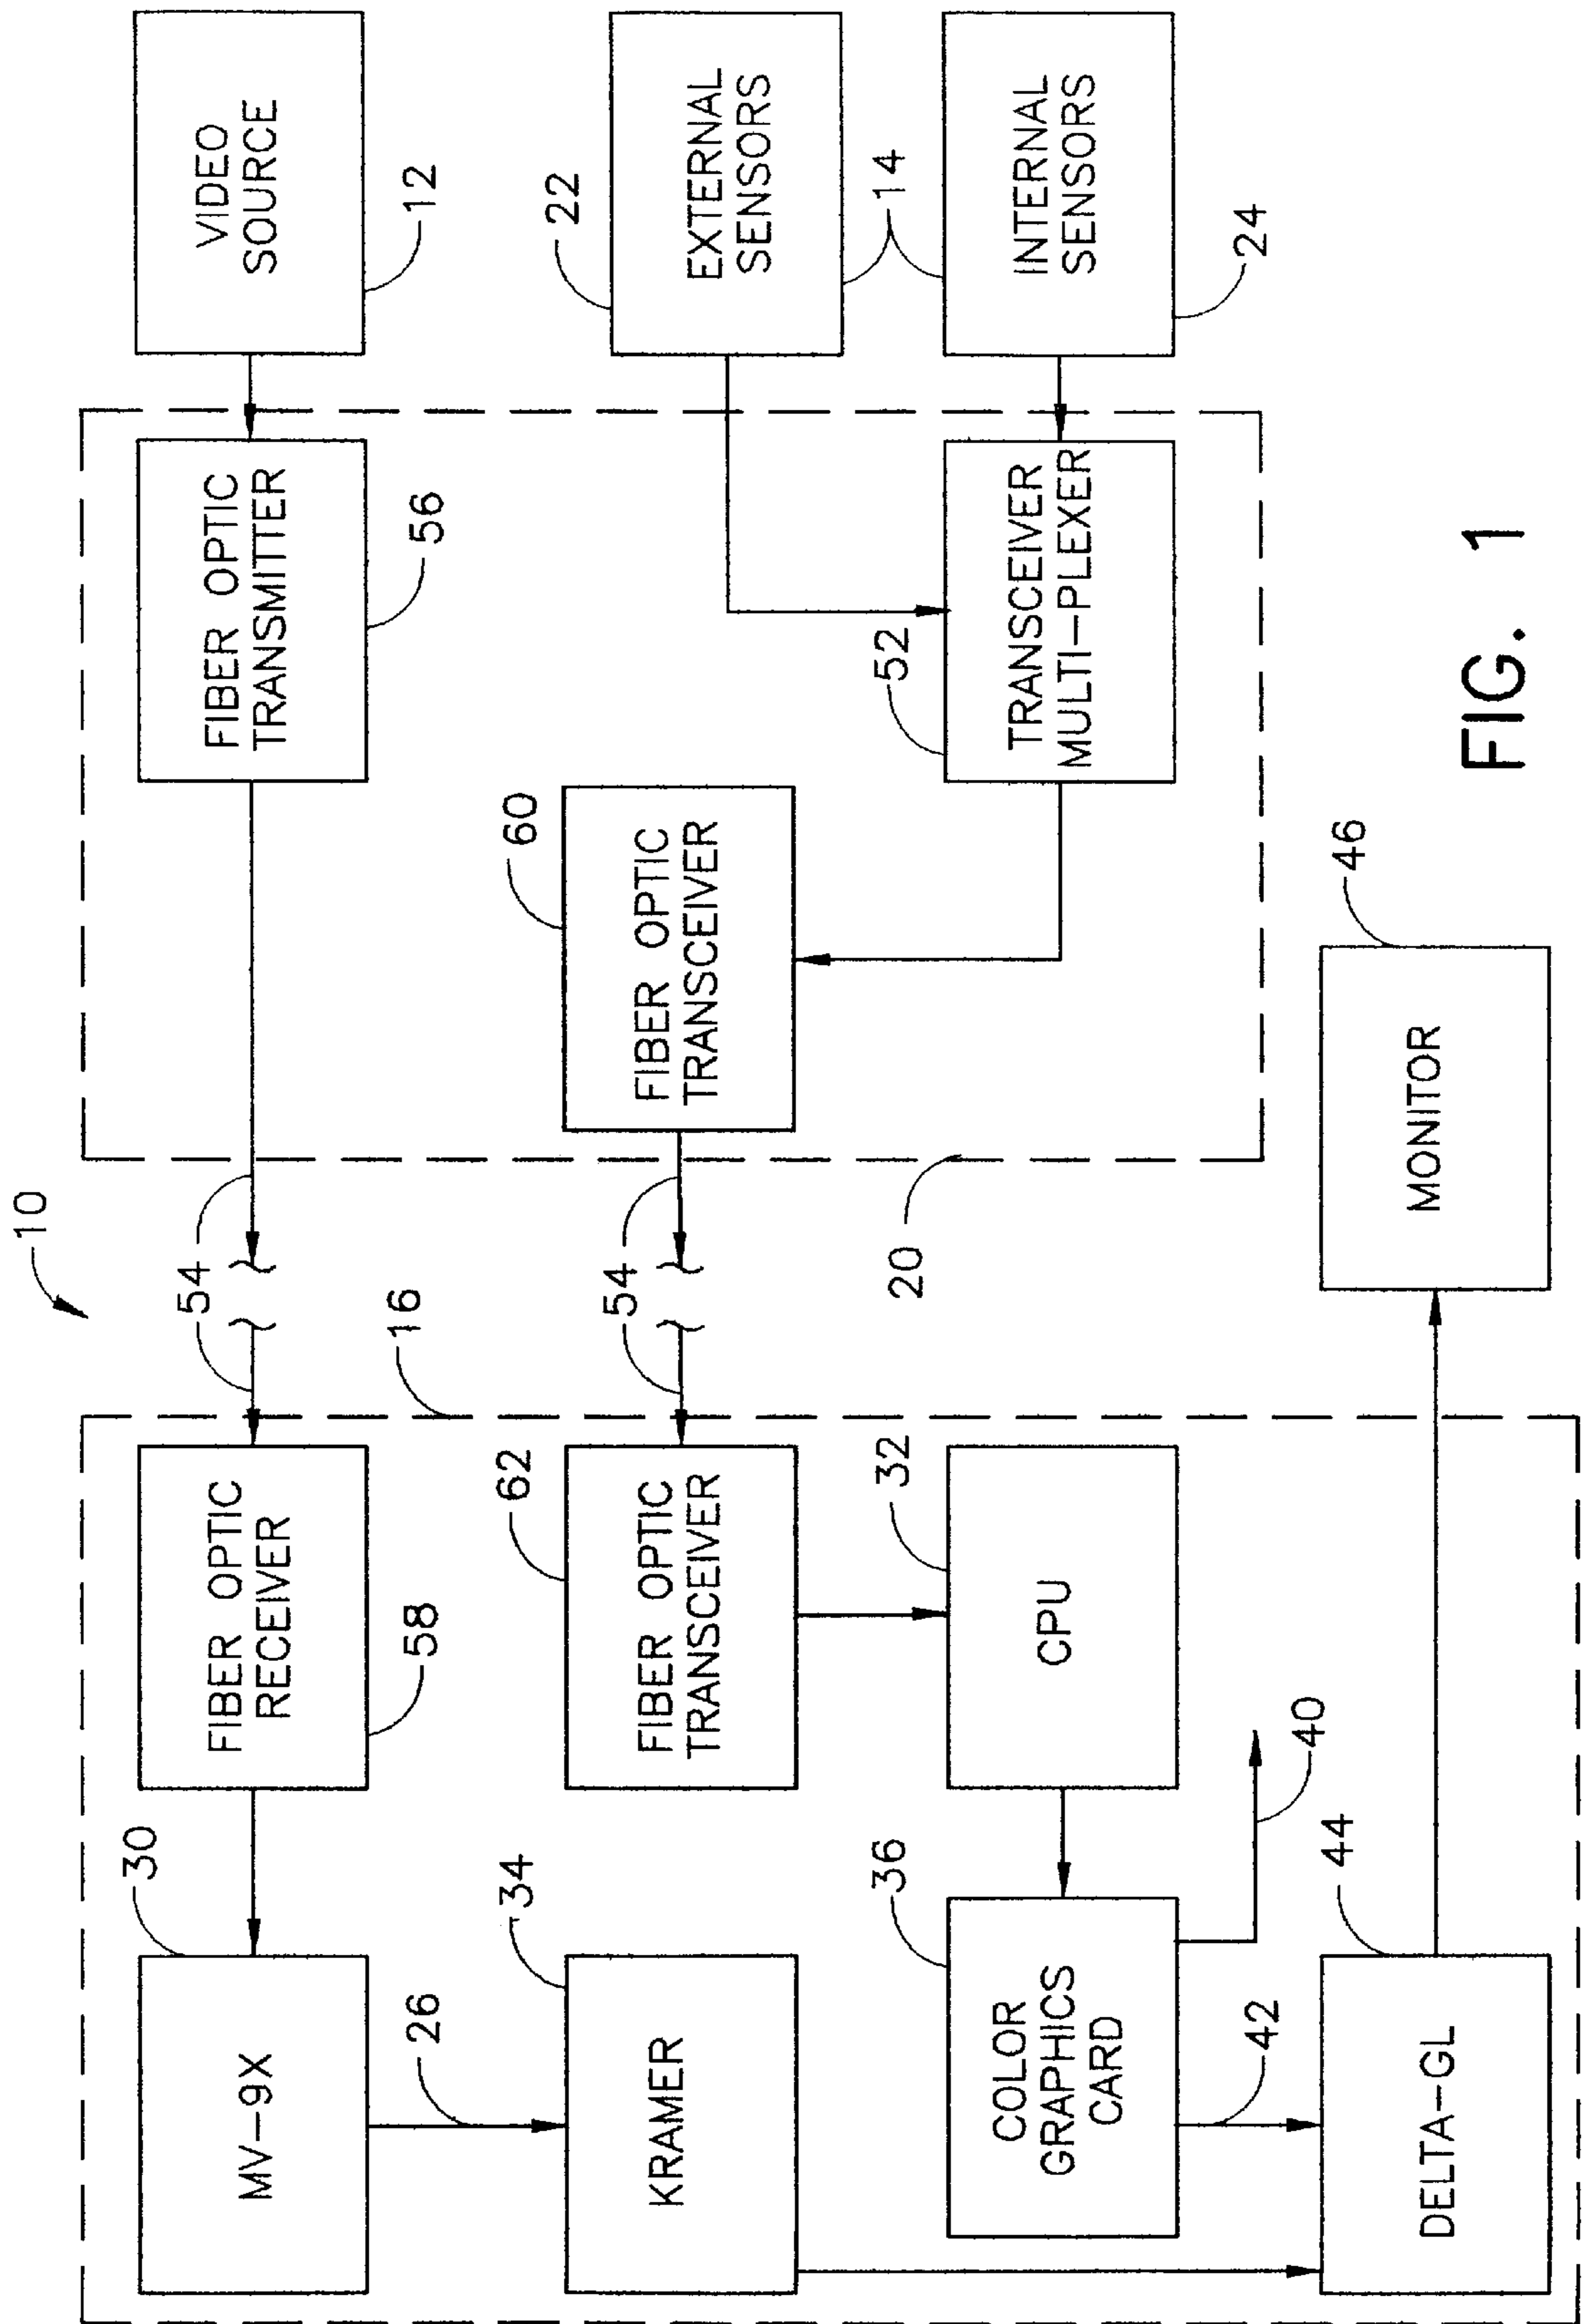 10
VIDEO
SOURCE
12
FIBER OPTIC
TRANSMITTER
56
54
54
FIBER OPTIC
RECEIVER
58
MV-9X
30
26
EXTERNAL
SENSORS
22
14
INTERNAL
SENSORS
24
TRANSCEIVER
MULTI-PLEXER
52
FIBER OPTIC
TRANSCEIVER
60
54
20
16
FIBER OPTIC
TRANSCEIVER
62
KRAMER
34
CPU
32
COLOR
GRAPHICS
CARD
36
40
42
DELTA-GL
44
MONITOR
46
FIG. 1